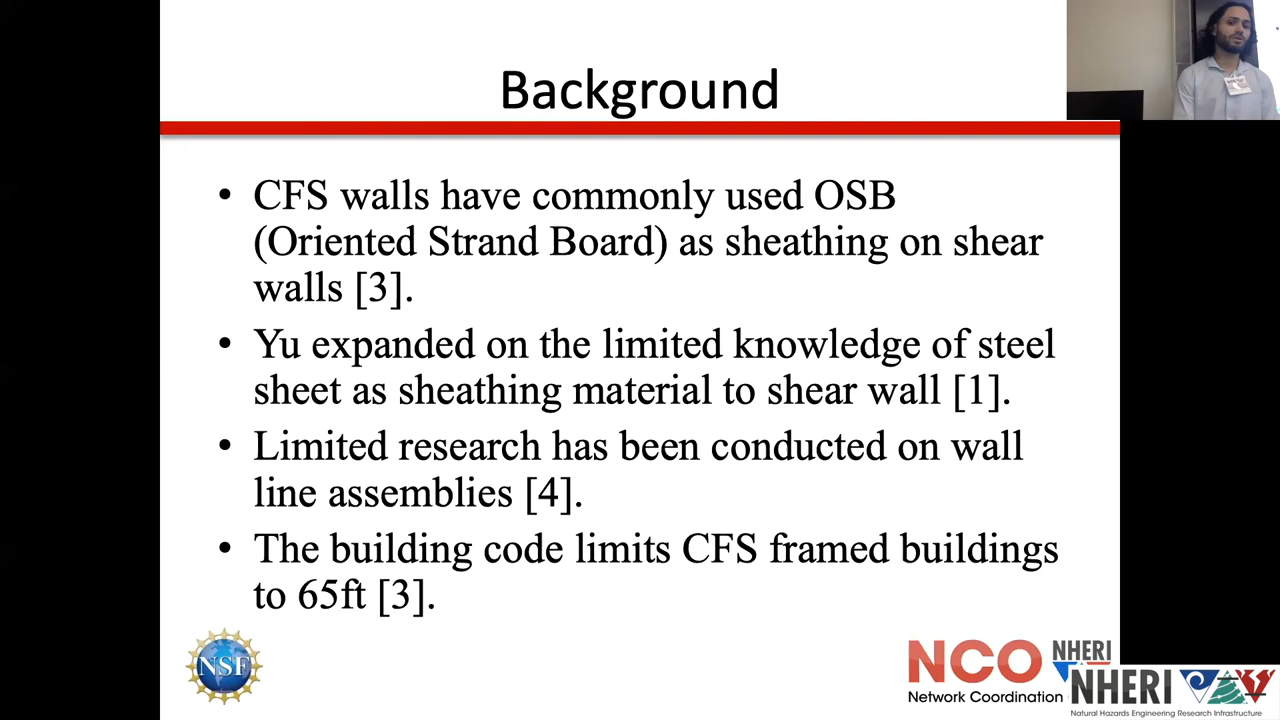 Background
• CFS walls have commonly used OSB
(Oriented Strand Board) as sheathing on shear
walls [3].
• Yu expanded on the limited knowledge of steel
sheet as sheathing material to shear wall [1].
• Limited research has been conducted on wall
line assemblies [4].
• The building code limits CFS framed buildings
to 65ft [3].
NSF
NCO
Network Coordination
NHERI
NHERI
Natural Hazards Engineering Research Infrastructure